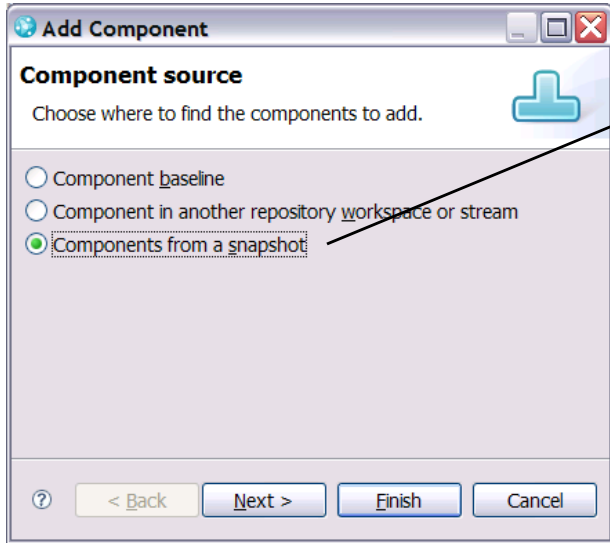 Add Component
Component source
Choose where to find the components to add.
Component baseline
Component in another repository workspace or stream
Components from a snapshot
? < Back Next > Finish Cancel